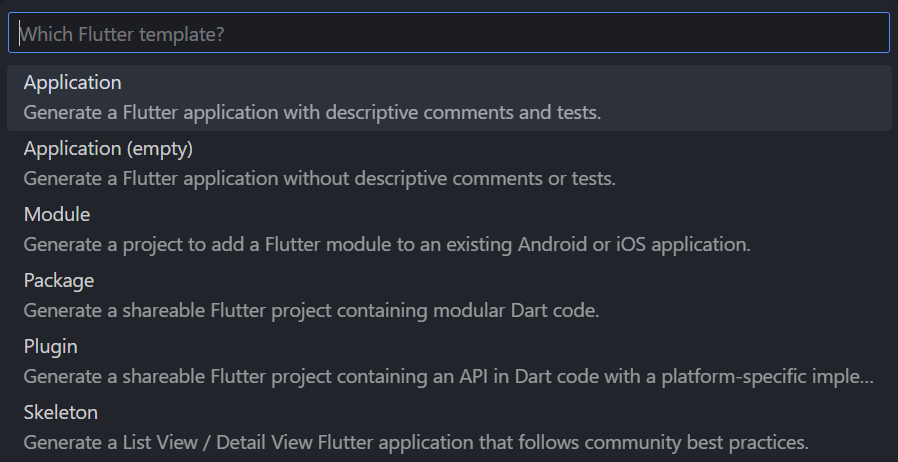 Which Flutter template?
Application
Generate a Flutter application with descriptive comments and tests.
Application (empty)
Generate a Flutter application without descriptive comments or tests.
Module
Generate a project to add a Flutter module to an existing Android or iOS application.
Package
Generate a shareable Flutter project containing modular Dart code.
Plugin
Generate a shareable Flutter project containing an API in Dart code with a platform-specific imple...
Skeleton
Generate a List View / Detail View Flutter application that follows community best practices.